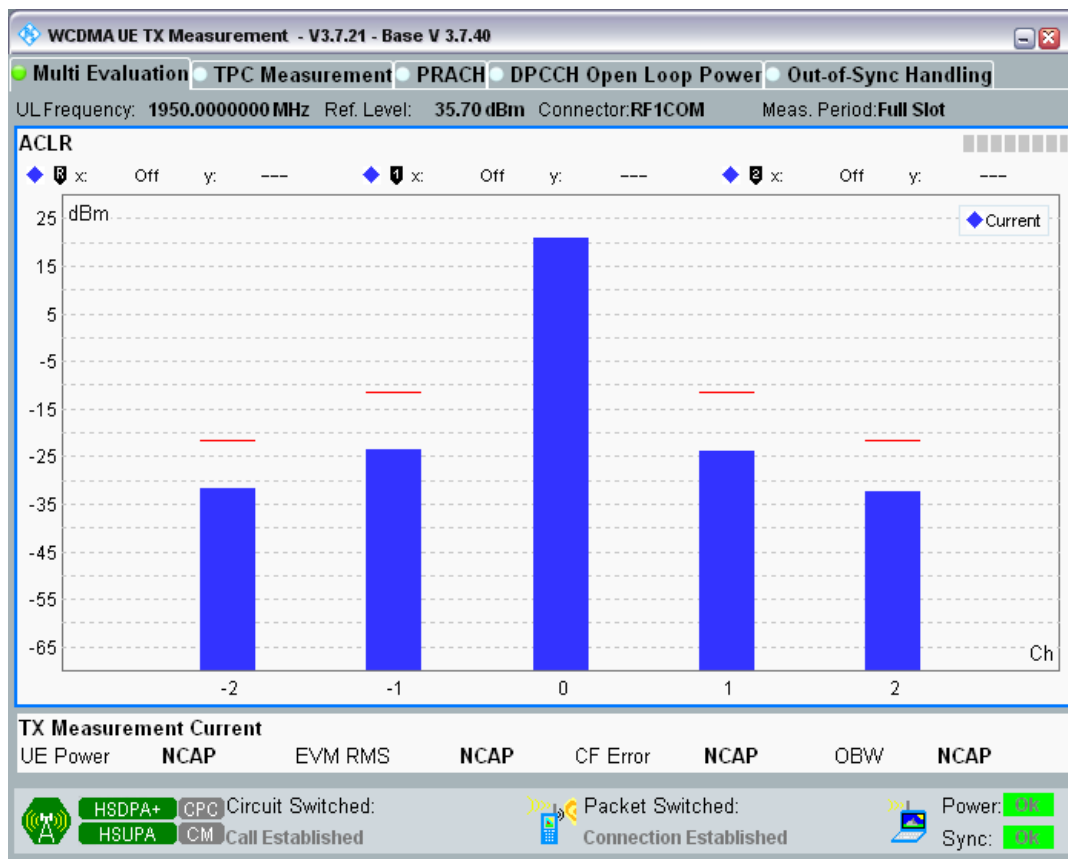 WCDMA UE TX Measurement - V3.7.21 - Base V 3.7.40
Multi Evaluation TPC Measurement PRACH DPCCH Open Loop Power Out-of-Sync Handling
UL Frequency: 1950.0000000 MHz Ref. Level: 35.70 dBm Connector:RF1COM Meas. Period:Full Slot
ACLR
R x: Off y: --- 1 x: Off y: --- 2 x: Off y: ---
25 dBm Current
15
5
-5
-15
-25
-35
-45
-55
-65 Ch
-2 -1 0 1 2
TX Measurement Current
UE Power NCAP EVM RMS NCAP CF Error NCAP OBW NCAP
HSDPA+ CPC Circuit Switched: Packet Switched: Power: OK
HSUPA CM Call Established Connection Established Sync: OK